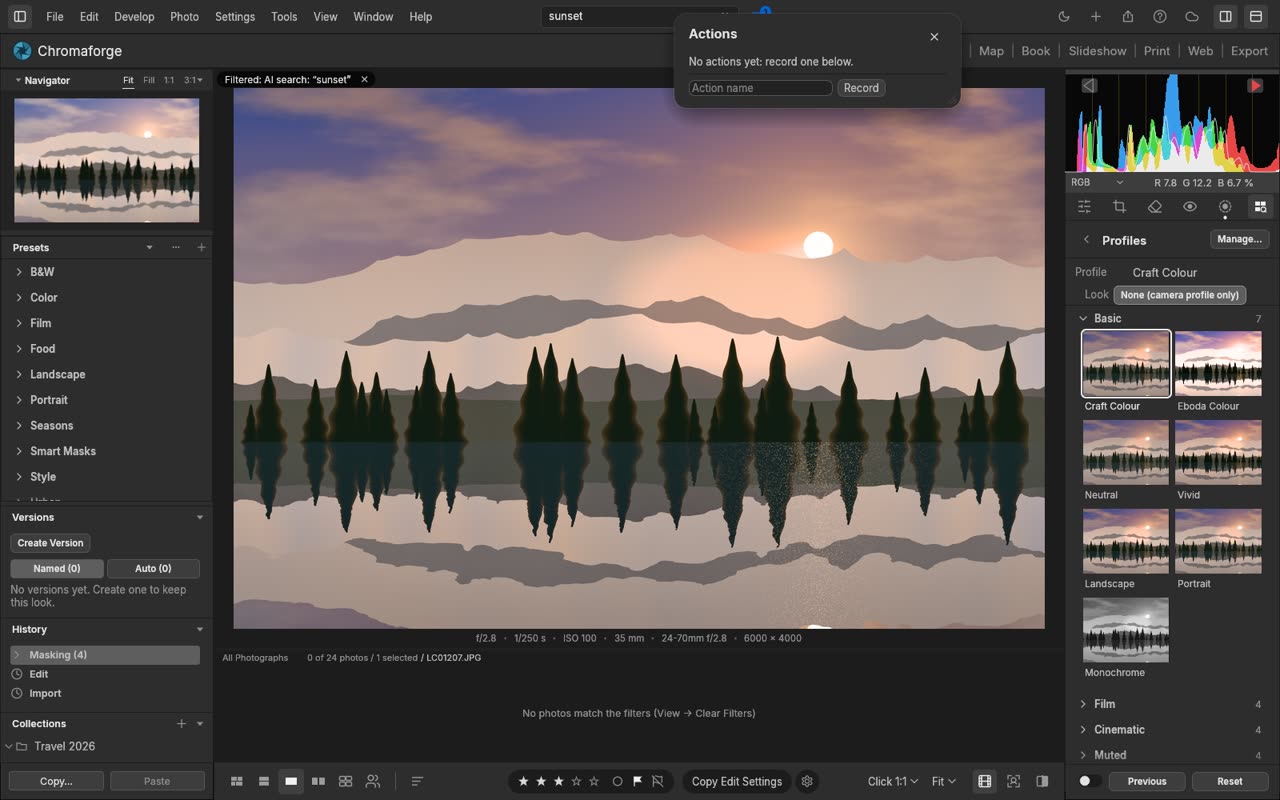 File Edit Develop Photo Settings Tools View Window Help
sunset
1
Chromaforge
Map | Book | Slideshow | Print | Web | Export
Actions
No actions yet: record one below.
Action name Record
Navigator Fit Fill 1:1 3:1
Filtered: AI search: “sunset”
Presets
B&W
Color
Film
Food
Landscape
Portrait
Seasons
Smart Masks
Style
Versions
Create Version
Named (0) Auto (0)
No versions yet. Create one to keep
this look.
History
Masking (4)
Edit
Import
Collections
Travel 2026
Copy... Paste
f/2.8 · 1/250 s · ISO 100 · 35 mm · 24-70mm f/2.8 · 6000 × 4000
All Photographs 0 of 24 photos / 1 selected / LC01207.JPG
No photos match the filters (View → Clear Filters)
Copy Edit Settings
Click 1:1 Fit
RGB R 7.8 G 12.2 B 6.7 %
Profiles Manage...
Profile Craft Colour
Look None (camera profile only)
Basic 7
Craft Colour Eboda Colour
Neutral Vivid
Landscape Portrait
Monochrome
Film 4
Cinematic 4
Muted 4
Previous Reset